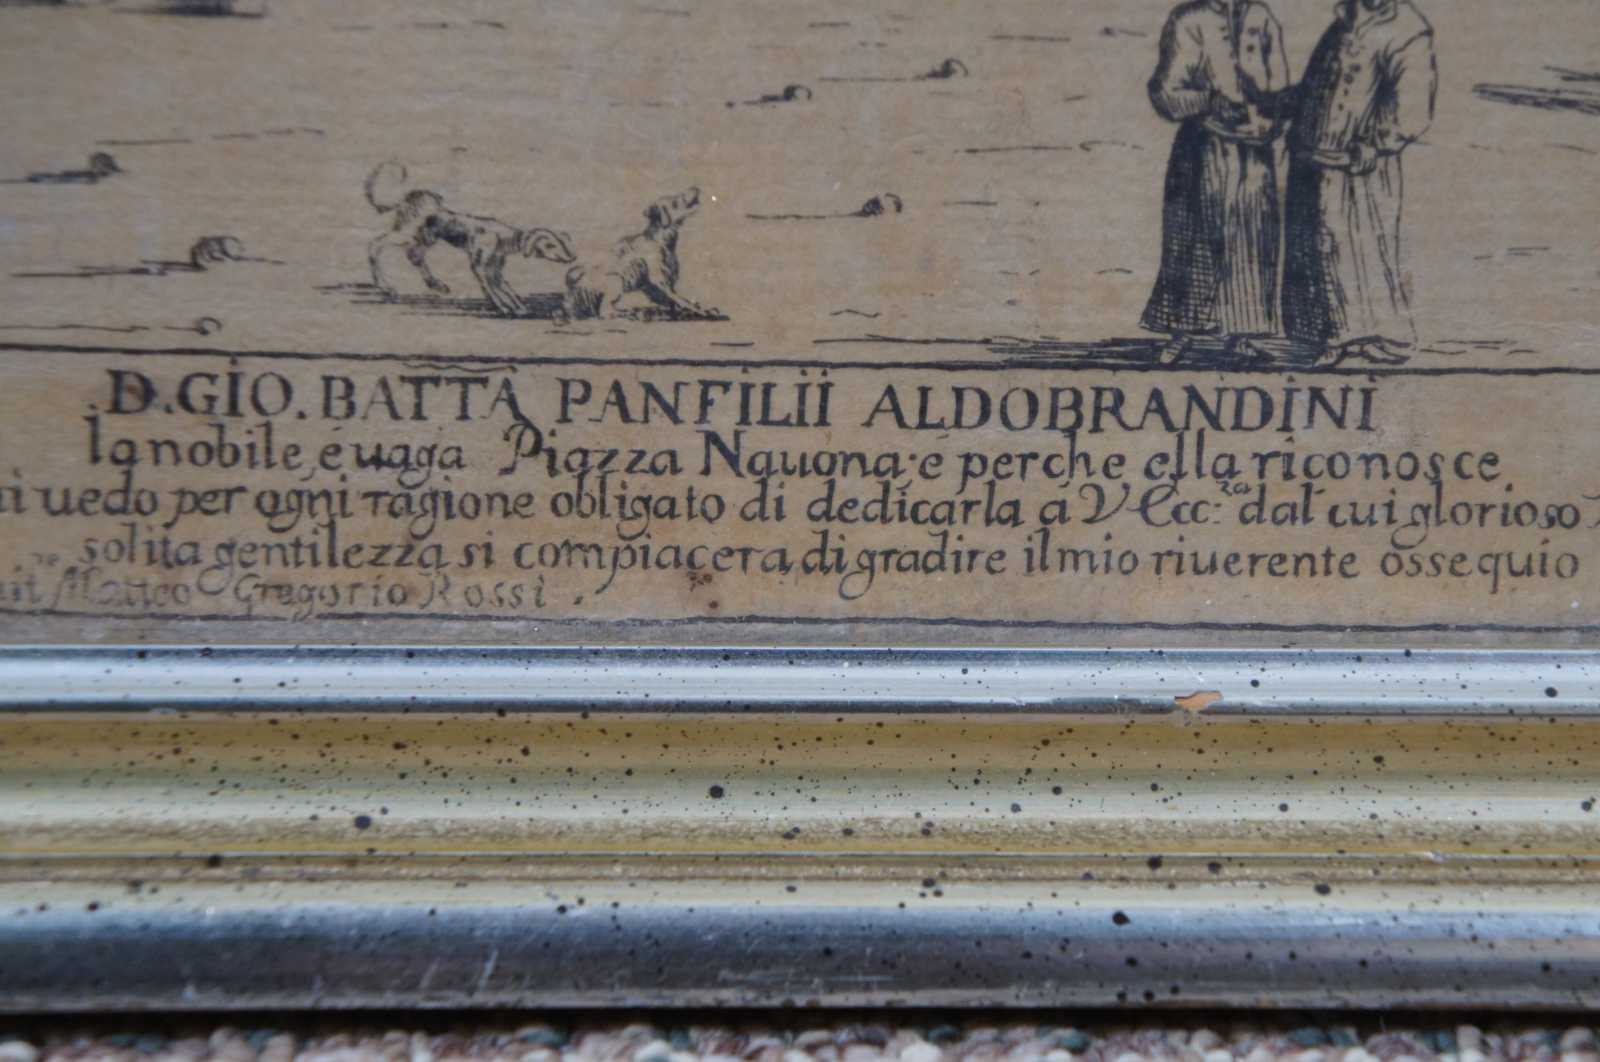 .D.GIO. BATTA PANFILII ALDOBRANDINI
la nobile, è uaga Piazza Nauona: é perche ella riconosce
uedo per ogni ragione obligato di dedicarla a V Ecc:za dal cui glorioso
solita gentilezza si compiacera, di gradire il mio riuerente ossequio
Matteo Gregorio Rossi.